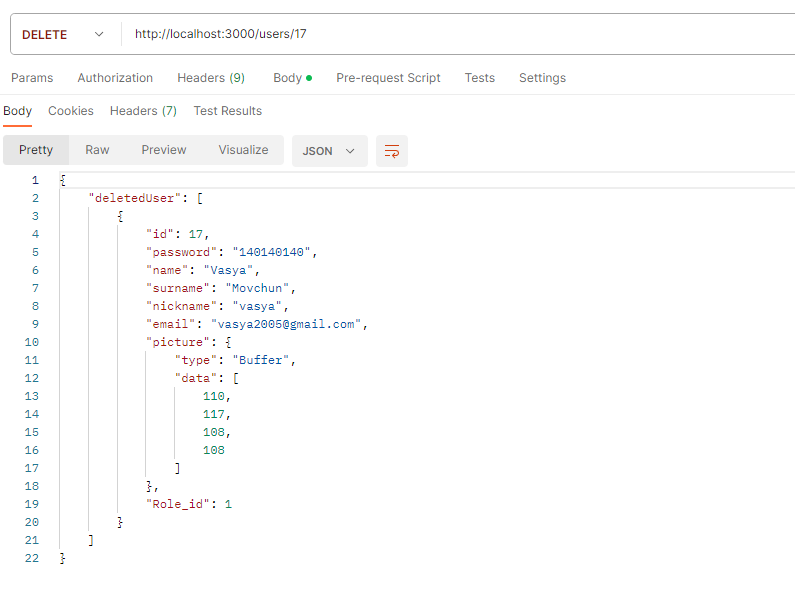 DELETE http://localhost:3000/users/17
Params Authorization Headers (9) Body Pre-request Script Tests Settings
Body Cookies Headers (7) Test Results
Pretty Raw Preview Visualize JSON
1 {
2 "deletedUser": [
3 {
4 "id": 17,
5 "password": "140140140",
6 "name": "Vasya",
7 "surname": "Movchun",
8 "nickname": "vasya",
9 "email": "vasya2005@gmail.com",
10 "picture": {
11 "type": "Buffer",
12 "data": [
13 110,
14 117,
15 108,
16 108
17 ]
18 },
19 "Role_id": 1
20 }
21 ]
22 }